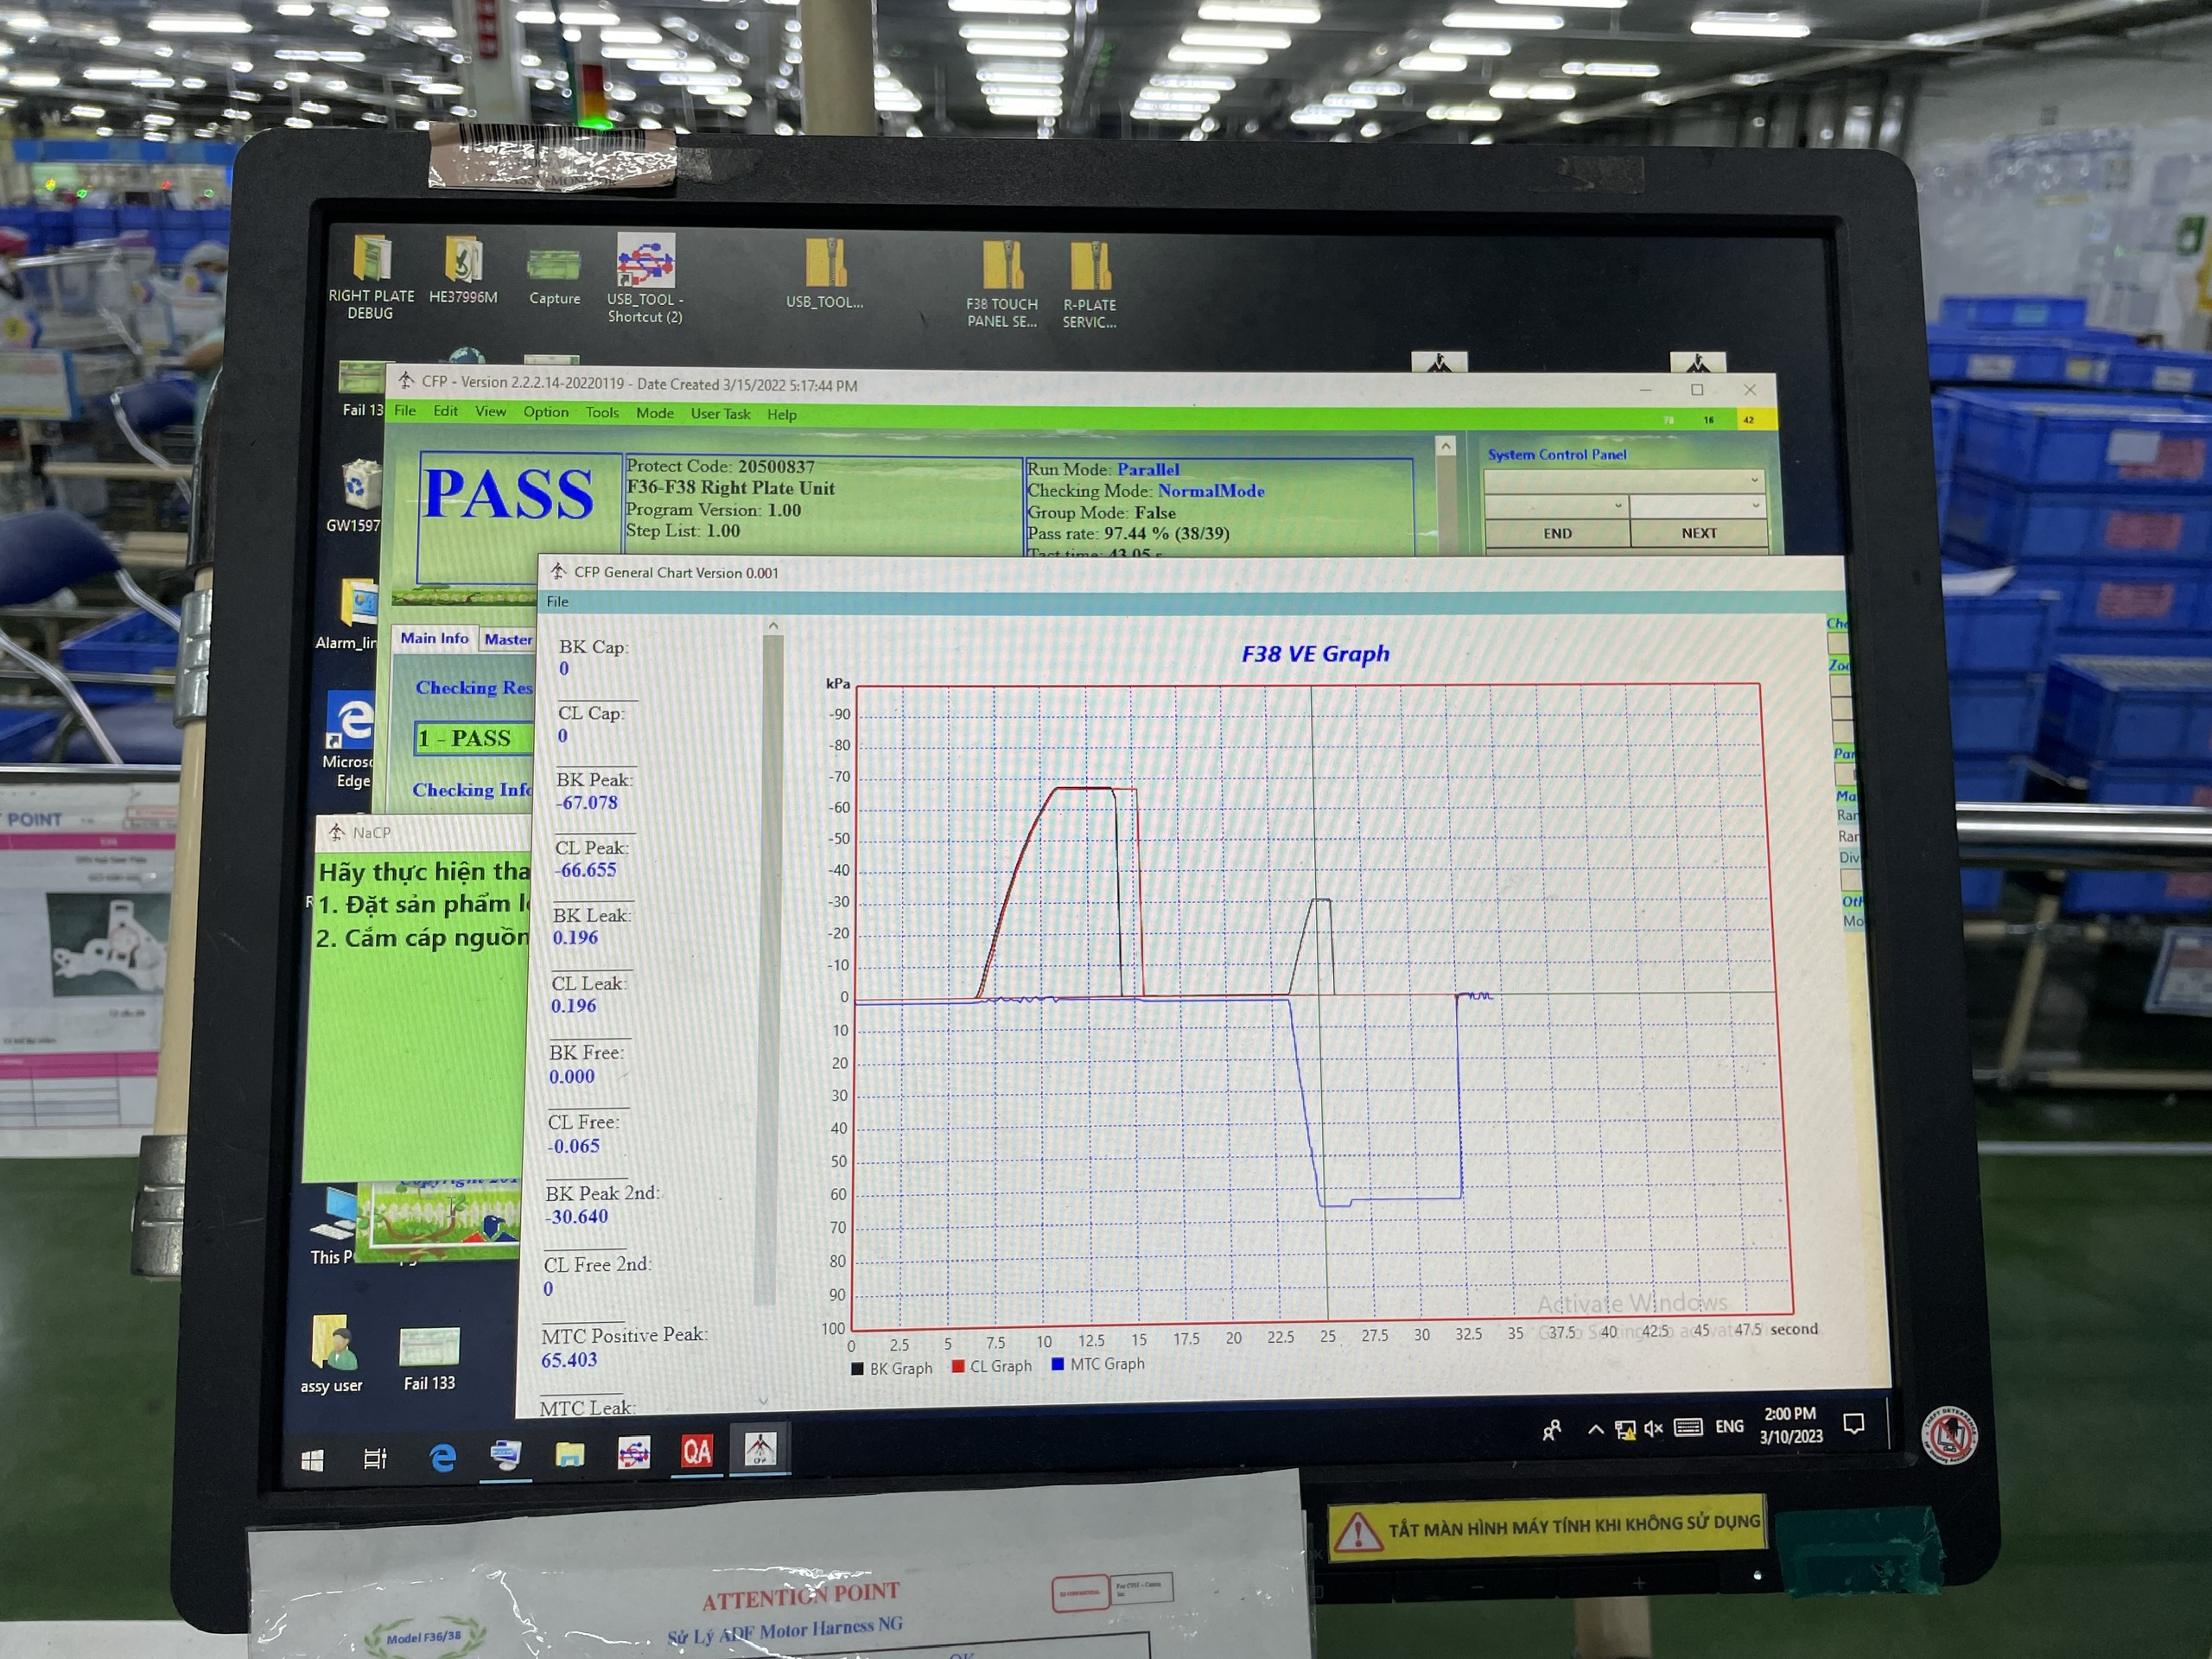 RIGHT PLATE
DEBUG
HE37996M
Capture
USB_TOOL -
Shortcut (2)
USB_TOOL...
F38 TOUCH
PANEL SE...
R-PLATE
SERVIC...
Fail 13
GW1597
Alarm_lin
Edge
This P
assy user
Fail 133
CFP - Version 2.2.2.14-20220119 - Date Created 3/15/2022 5:17:44 PM
File Edit View Option Tools Mode User Task Help
78 16 42
PASS
Protect Code: 20500837
F36-F38 Right Plate Unit
Program Version: 1.00
Step List: 1.00
Run Mode: Parallel
Checking Mode: NormalMode
Group Mode: False
Pass rate: 97.44 % (38/39)
Tact time: 43.05 s
System Control Panel
END NEXT
Main Info Master
Checking Res
1 - PASS
Checking Info
NaCP
Hãy thực hiện tha
1. Đặt sản phẩm l
2. Cắm cáp nguồn
CFP General Chart Version 0.001
File
BK Cap:
0
CL Cap:
0
BK Peak:
-67.078
CL Peak:
-66.655
BK Leak:
0.196
CL Leak:
0.196
BK Free:
0.000
CL Free:
-0.065
BK Peak 2nd:
-30.640
CL Free 2nd:
0
MTC Positive Peak:
65.403
MTC Leak:
F38 VE Graph
kPa
-90
-80
-70
-60
-50
-40
-30
-20
-10
0
10
20
30
40
50
60
70
80
90
100
0 2.5 5 7.5 10 12.5 15 17.5 20 22.5 25 27.5 30 32.5 35 37.5 40 42.5 45 47.5 second
BK Graph CL Graph MTC Graph
Activate Windows
ENG
2:00 PM
3/10/2023
QA
TẮT MÀN HÌNH MÁY TÍNH KHI KHÔNG SỬ DỤNG
ATTENTION POINT
Model F36/38
Sử Lý ADF Motor Harness NG
OK
POINT